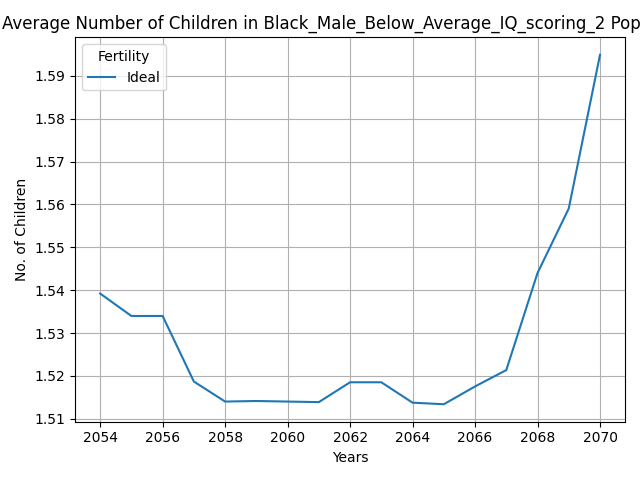 Average Number of Children in Black_Male_Below_Average_IQ_scoring_2 Pop
Fertility
Ideal
1.59
1.58
1.57
1.56
1.55
1.54
1.53
1.52
1.51
No. of Children
2054 2056 2058 2060 2062 2064 2066 2068 2070
Years